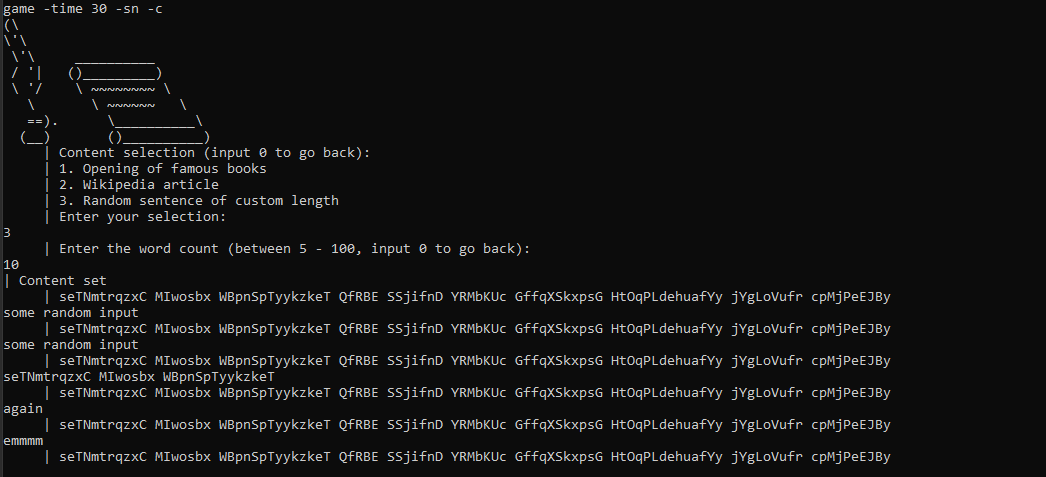 game -time 30 -sn -c
(\
\'\
 \'\     __________
 / '|   ()_________)
 \ '/    \ ~~~~~~~~ \
   \       \ ~~~~~~   \
   ==).      \__________\
  (__)       ()__________)
     | Content selection (input 0 to go back):
     | 1. Opening of famous books
     | 2. Wikipedia article
     | 3. Random sentence of custom length
     | Enter your selection:
3
     | Enter the word count (between 5 - 100, input 0 to go back):
10
| Content set
     | seTNmtrqzxC MIwosbx WBpnSpTyykzkeT QfRBE SSjifnD YRMbKUc GffqXSkxpsG HtOqPLdehuafYy jYgLoVufr cpMjPeEJBy
some random input
     | seTNmtrqzxC MIwosbx WBpnSpTyykzkeT QfRBE SSjifnD YRMbKUc GffqXSkxpsG HtOqPLdehuafYy jYgLoVufr cpMjPeEJBy
some random input
     | seTNmtrqzxC MIwosbx WBpnSpTyykzkeT QfRBE SSjifnD YRMbKUc GffqXSkxpsG HtOqPLdehuafYy jYgLoVufr cpMjPeEJBy
seTNmtrqzxC MIwosbx WBpnSpTyykzkeT
     | seTNmtrqzxC MIwosbx WBpnSpTyykzkeT QfRBE SSjifnD YRMbKUc GffqXSkxpsG HtOqPLdehuafYy jYgLoVufr cpMjPeEJBy
again
     | seTNmtrqzxC MIwosbx WBpnSpTyykzkeT QfRBE SSjifnD YRMbKUc GffqXSkxpsG HtOqPLdehuafYy jYgLoVufr cpMjPeEJBy
emmmm
     | seTNmtrqzxC MIwosbx WBpnSpTyykzkeT QfRBE SSjifnD YRMbKUc GffqXSkxpsG HtOqPLdehuafYy jYgLoVufr cpMjPeEJBy